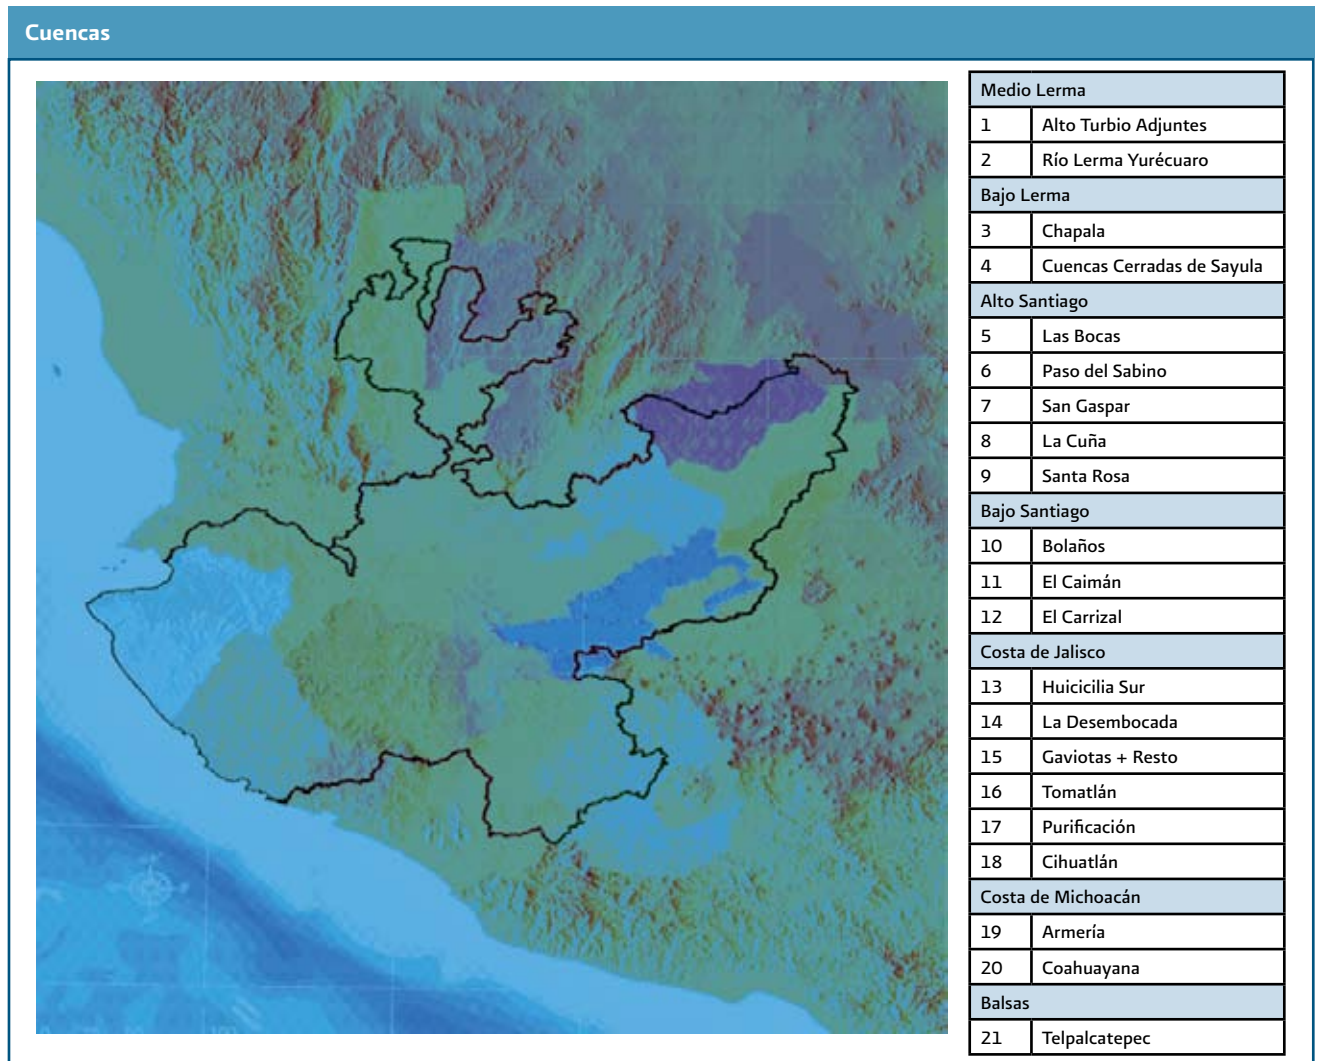 Cuencas
Medio Lerma
1 Alto Turbio Adjuntes
2 Río Lerma Yurécuaro
Bajo Lerma
3 Chapala
4 Cuencas Cerradas de Sayula
Alto Santiago
5 Las Bocas
6 Paso del Sabino
7 San Gaspar
8 La Cuña
9 Santa Rosa
Bajo Santiago
10 Bolaños
11 El Caimán
12 El Carrizal
Costa de Jalisco
13 Huicicilia Sur
14 La Desembocada
15 Gaviotas + Resto
16 Tomatlán
17 Purificación
18 Cihuatlán
Costa de Michoacán
19 Armería
20 Coahuayana
Balsas
21 Telpalcatepec